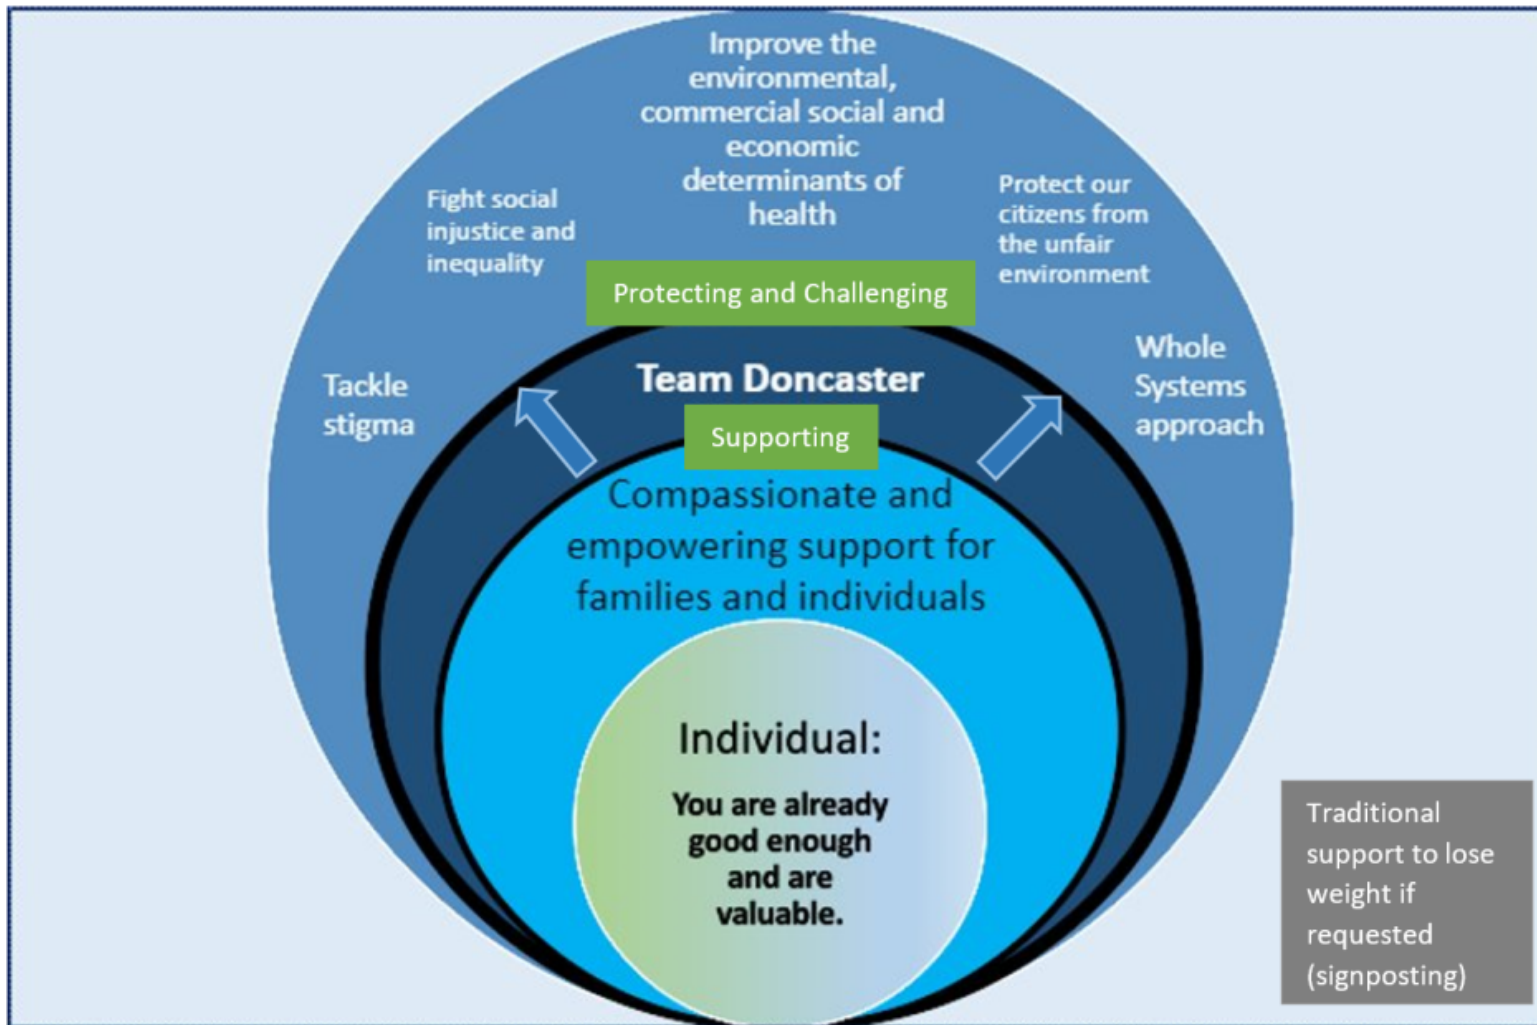 Improve the
environmental,
commercial social and
economic
determinants of
health
Fight social
injustice and
inequality
Protect our
citizens from
the unfair
environment
Protecting and Challenging
Tackle
stigma
Team Doncaster
Whole
Systems
approach
Supporting
Compassionate and
empowering support for
families and individuals
Individual:
You are already
good enough
and are
valuable.
Traditional
support to lose
weight if
requested
(signposting)